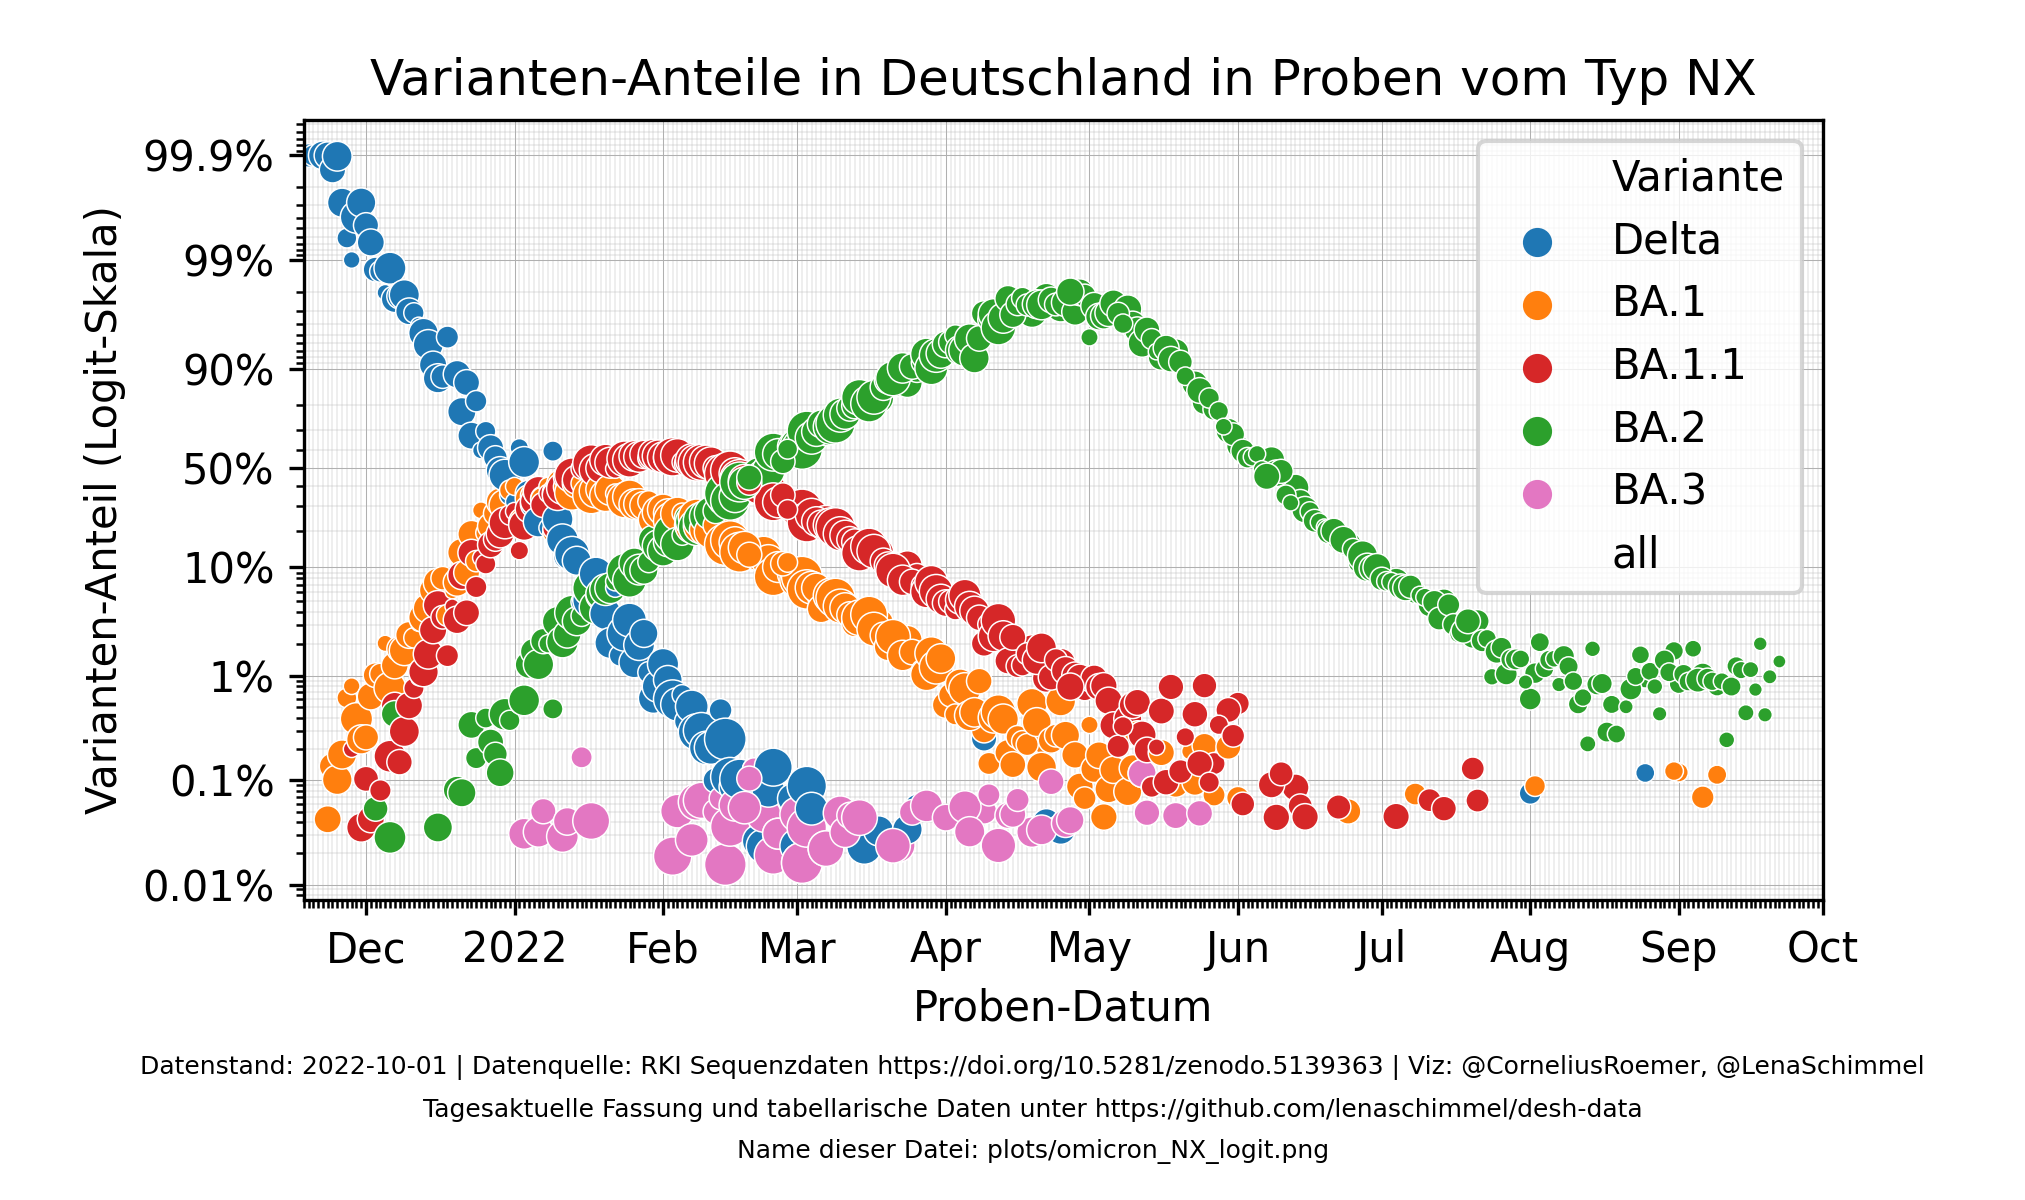 Varianten-Anteile in Deutschland in Proben vom Typ NX
Varianten-Anteil (Logit-Skala)
99.9%
99%
90%
50%
10%
1%
0.1%
0.01%
Variante
Delta
BA.1
BA.1.1
BA.2
BA.3
all
Dec 2022 Feb Mar Apr May Jun Jul Aug Sep Oct
Proben-Datum
Datenstand: 2022-10-01 | Datenquelle: RKI Sequenzdaten https://doi.org/10.5281/zenodo.5139363 | Viz: @CorneliusRoemer, @LenaSchimmel
Tagesaktuelle Fassung und tabellarische Daten unter https://github.com/lenaschimmel/desh-data
Name dieser Datei: plots/omicron_NX_logit.png